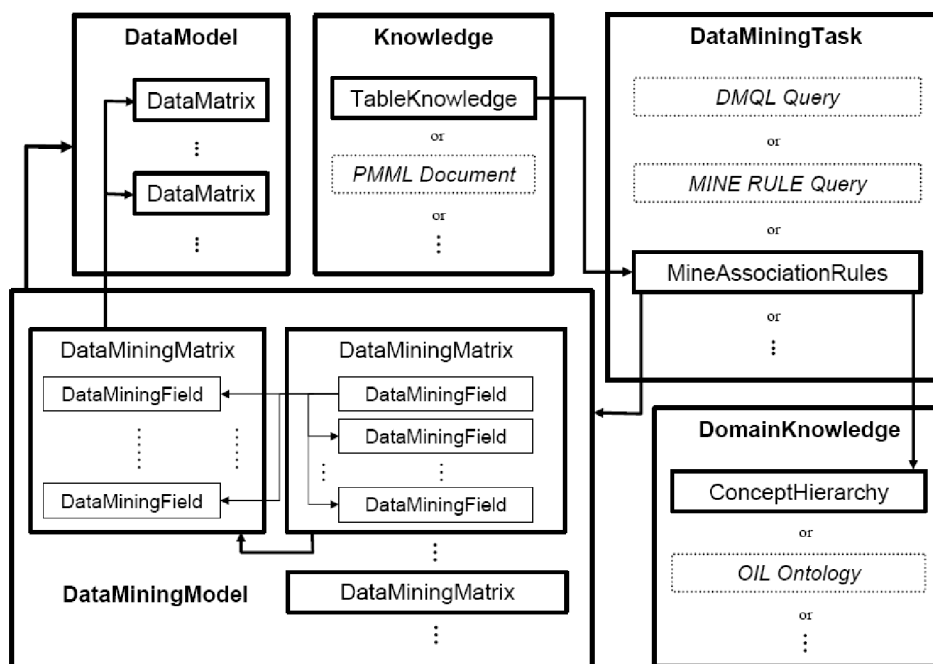 DataModel
DataMatrix
DataMatrix
Knowledge
TableKnowledge
or
PMML Document
or
DataMiningTask
DMQL Query
or
MINE RULE Query
or
MineAssociationRules
or
DataMiningMatrix
DataMiningField
DataMiningField
DataMiningMatrix
DataMiningField
DataMiningField
DataMiningField
DataMiningModel
DataMiningMatrix
DomainKnowledge
ConceptHierarchy
or
OIL Ontology
or